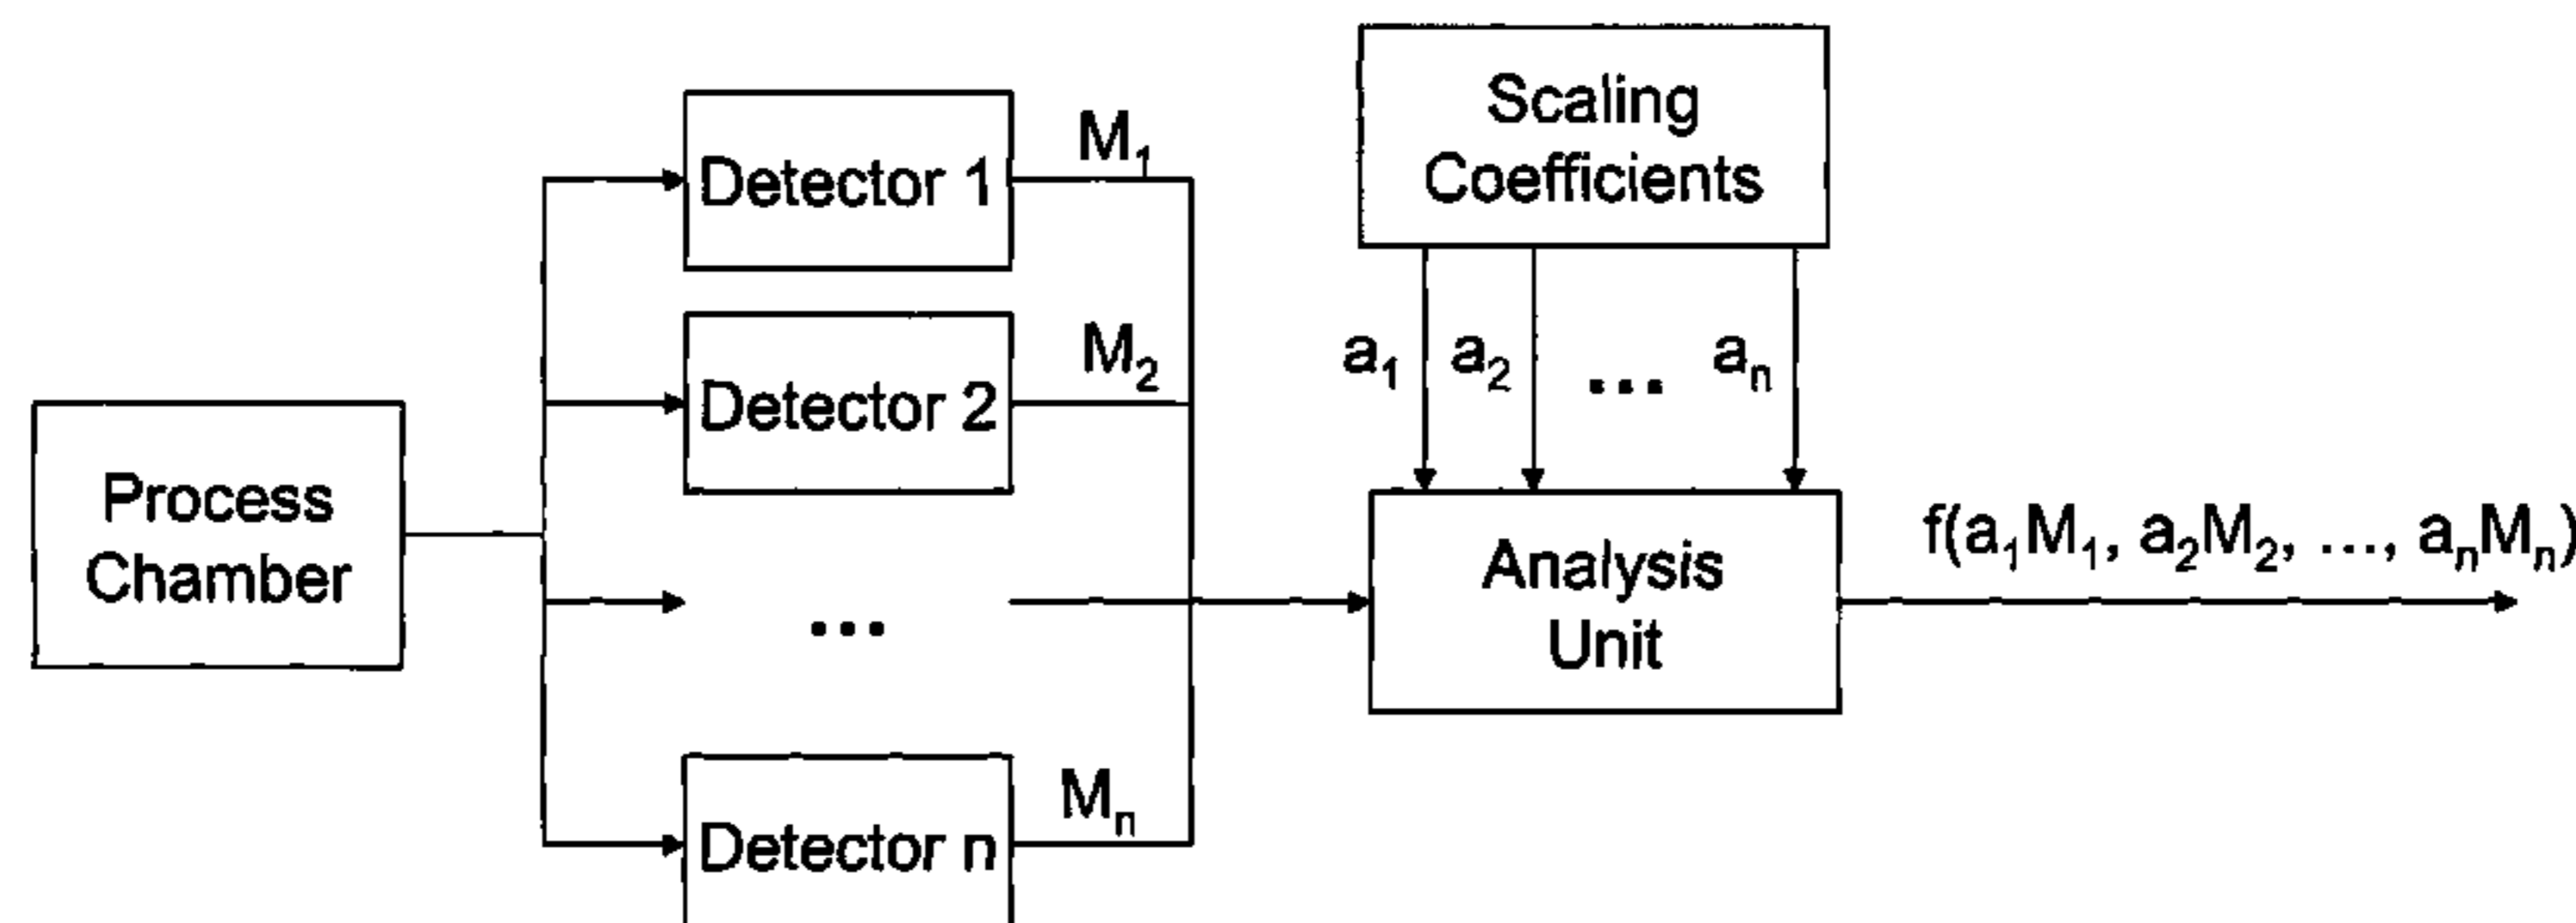 Process
Chamber
Detector 1
Detector 2
...
Detector n
M₁
M₂
Mₙ
Scaling
Coefficients
a₁
a₂
...
aₙ
Analysis
Unit
f(a₁M₁, a₂M₂, ..., aₙMₙ)